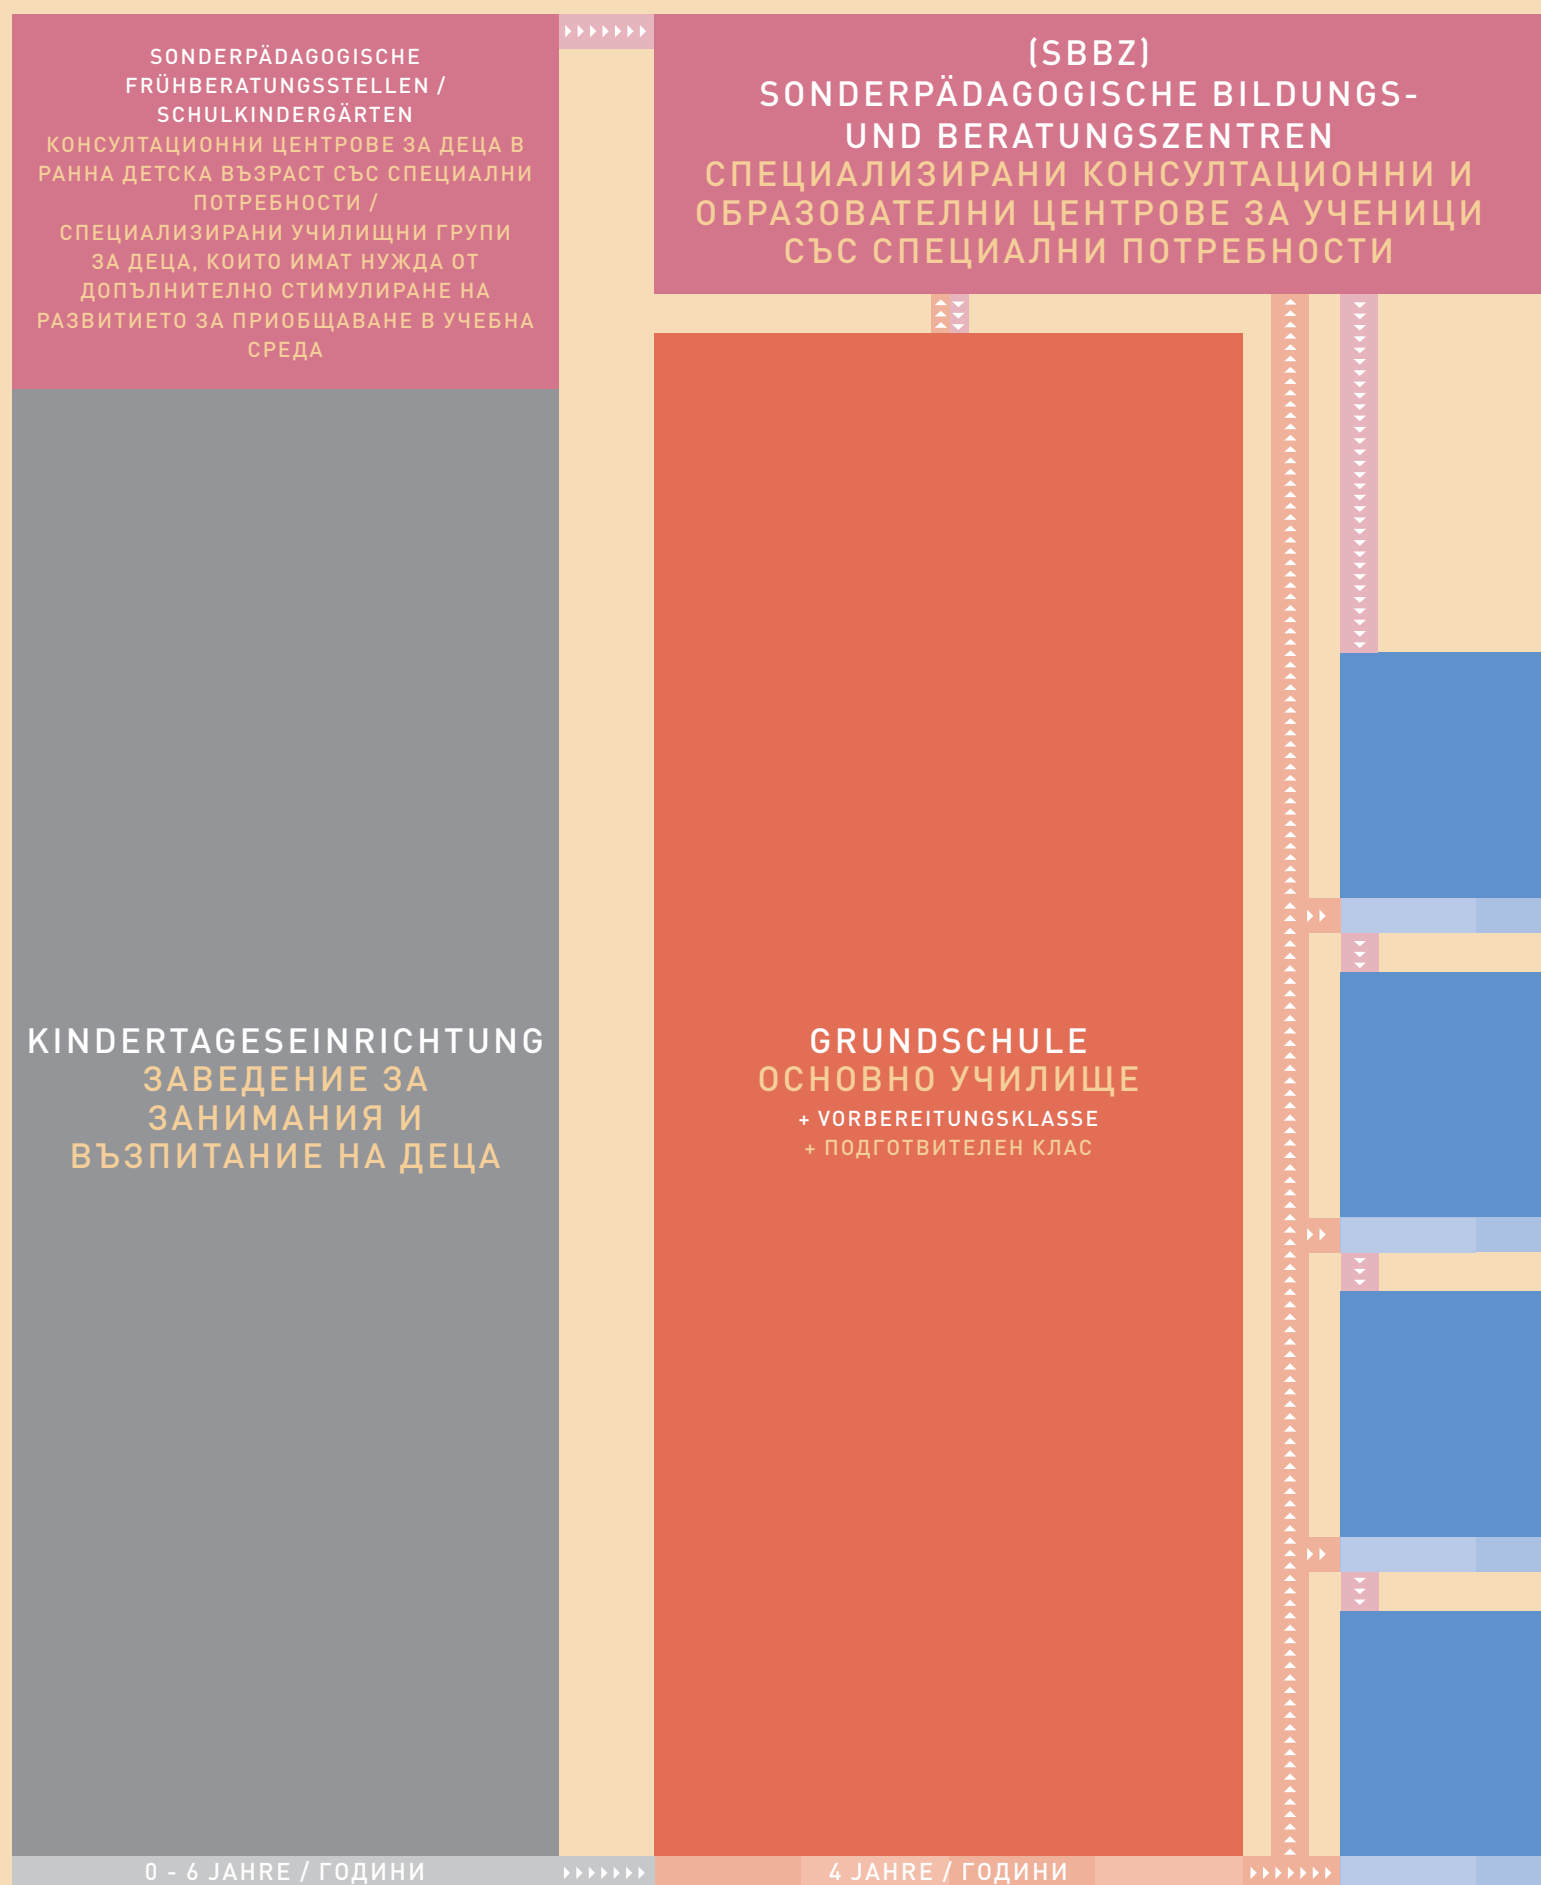 SONDERPÄDAGOGISCHE
FRÜHBERATUNGSSTELLEN /
SCHULKINDERGÄRTEN
КОНСУЛТАЦИОННИ ЦЕНТРОВЕ ЗА ДЕЦА В
РАННА ДЕТСКА ВЪЗРАСТ СЪС СПЕЦИАЛНИ
ПОТРЕБНОСТИ /
СПЕЦИАЛИЗИРАНИ УЧИЛИЩНИ ГРУПИ
ЗА ДЕЦА, КОИТО ИМАТ НУЖДА ОТ
ДОПЪЛНИТЕЛНО СТИМУЛИРАНЕ НА
РАЗВИТИЕТО ЗА ПРИОБЩАВАНЕ В УЧЕБНА
СРЕДА
(SBBZ)
SONDERPÄDAGOGISCHE BILDUNGS-
UND BERATUNGSZENTREN
СПЕЦИАЛИЗИРАНИ КОНСУЛТАЦИОННИ И
ОБРАЗОВАТЕЛНИ ЦЕНТРОВЕ ЗА УЧЕНИЦИ
СЪС СПЕЦИАЛНИ ПОТРЕБНОСТИ
KINDERTAGESEINRICHTUNG
ЗАВЕДЕНИЕ ЗА
ЗАНИМАНИЯ И
ВЪЗПИТАНИЕ НА ДЕЦА
GRUNDSCHULE
ОСНОВНО УЧИЛИЩЕ
+ VORBEREITUNGSKLASSE
+ ПОДГОТВИТЕЛЕН КЛАС
0 - 6 JAHRE / ГОДИНИ
4 JAHRE / ГОДИНИ